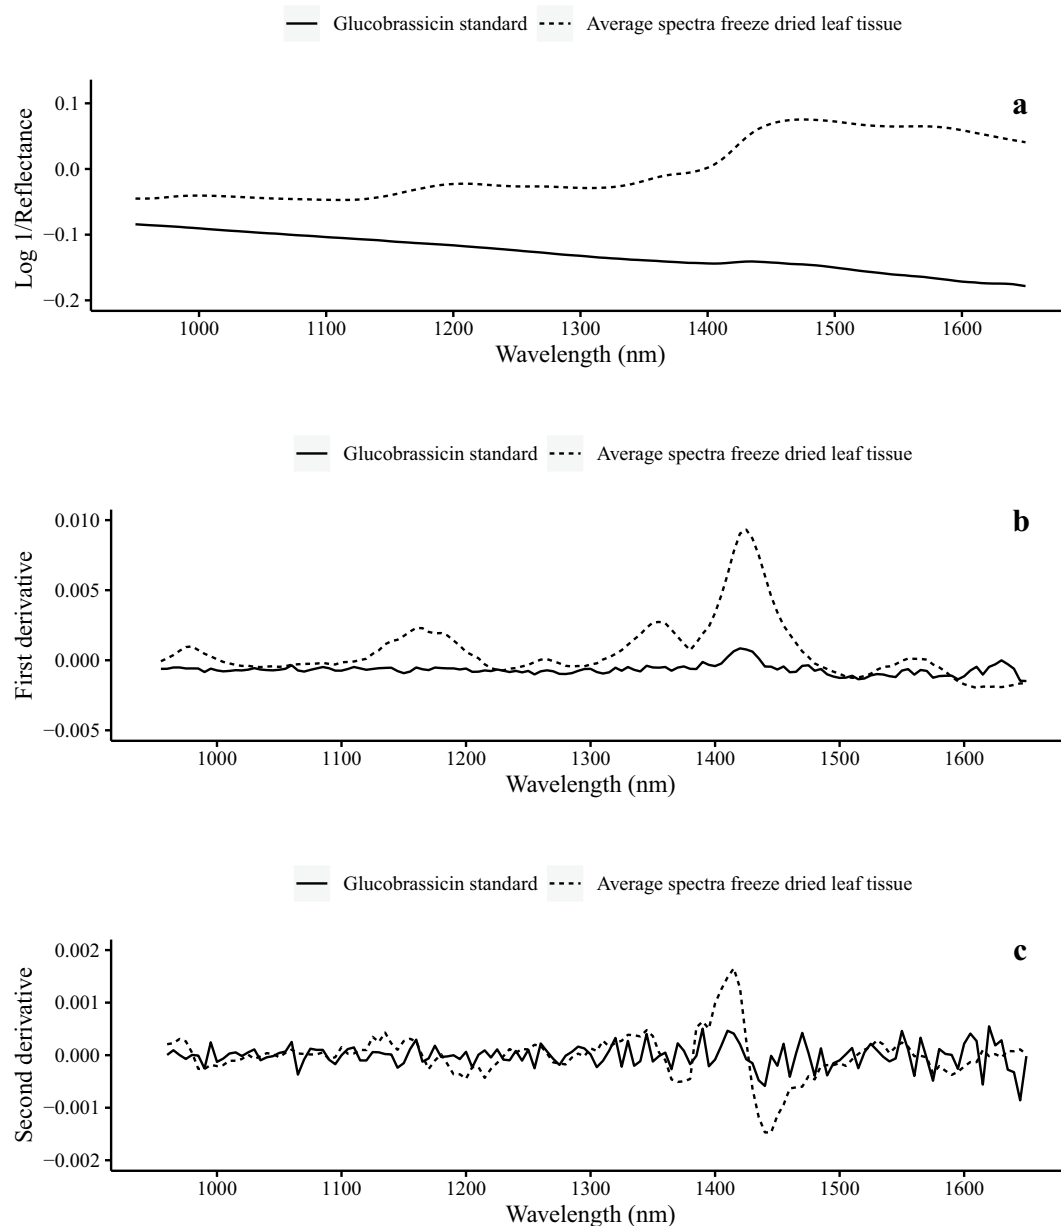 Glucobrassicin standard Average spectra freeze dried leaf tissue
a
Log 1/Reflectance
0.1
0.0
−0.1
−0.2
1000 1100 1200 1300 1400 1500 1600
Wavelength (nm)
Glucobrassicin standard Average spectra freeze dried leaf tissue
b
First derivative
0.010
0.005
0.000
−0.005
1000 1100 1200 1300 1400 1500 1600
Wavelength (nm)
Glucobrassicin standard Average spectra freeze dried leaf tissue
c
Second derivative
0.002
0.001
0.000
−0.001
−0.002
1000 1100 1200 1300 1400 1500 1600
Wavelength (nm)